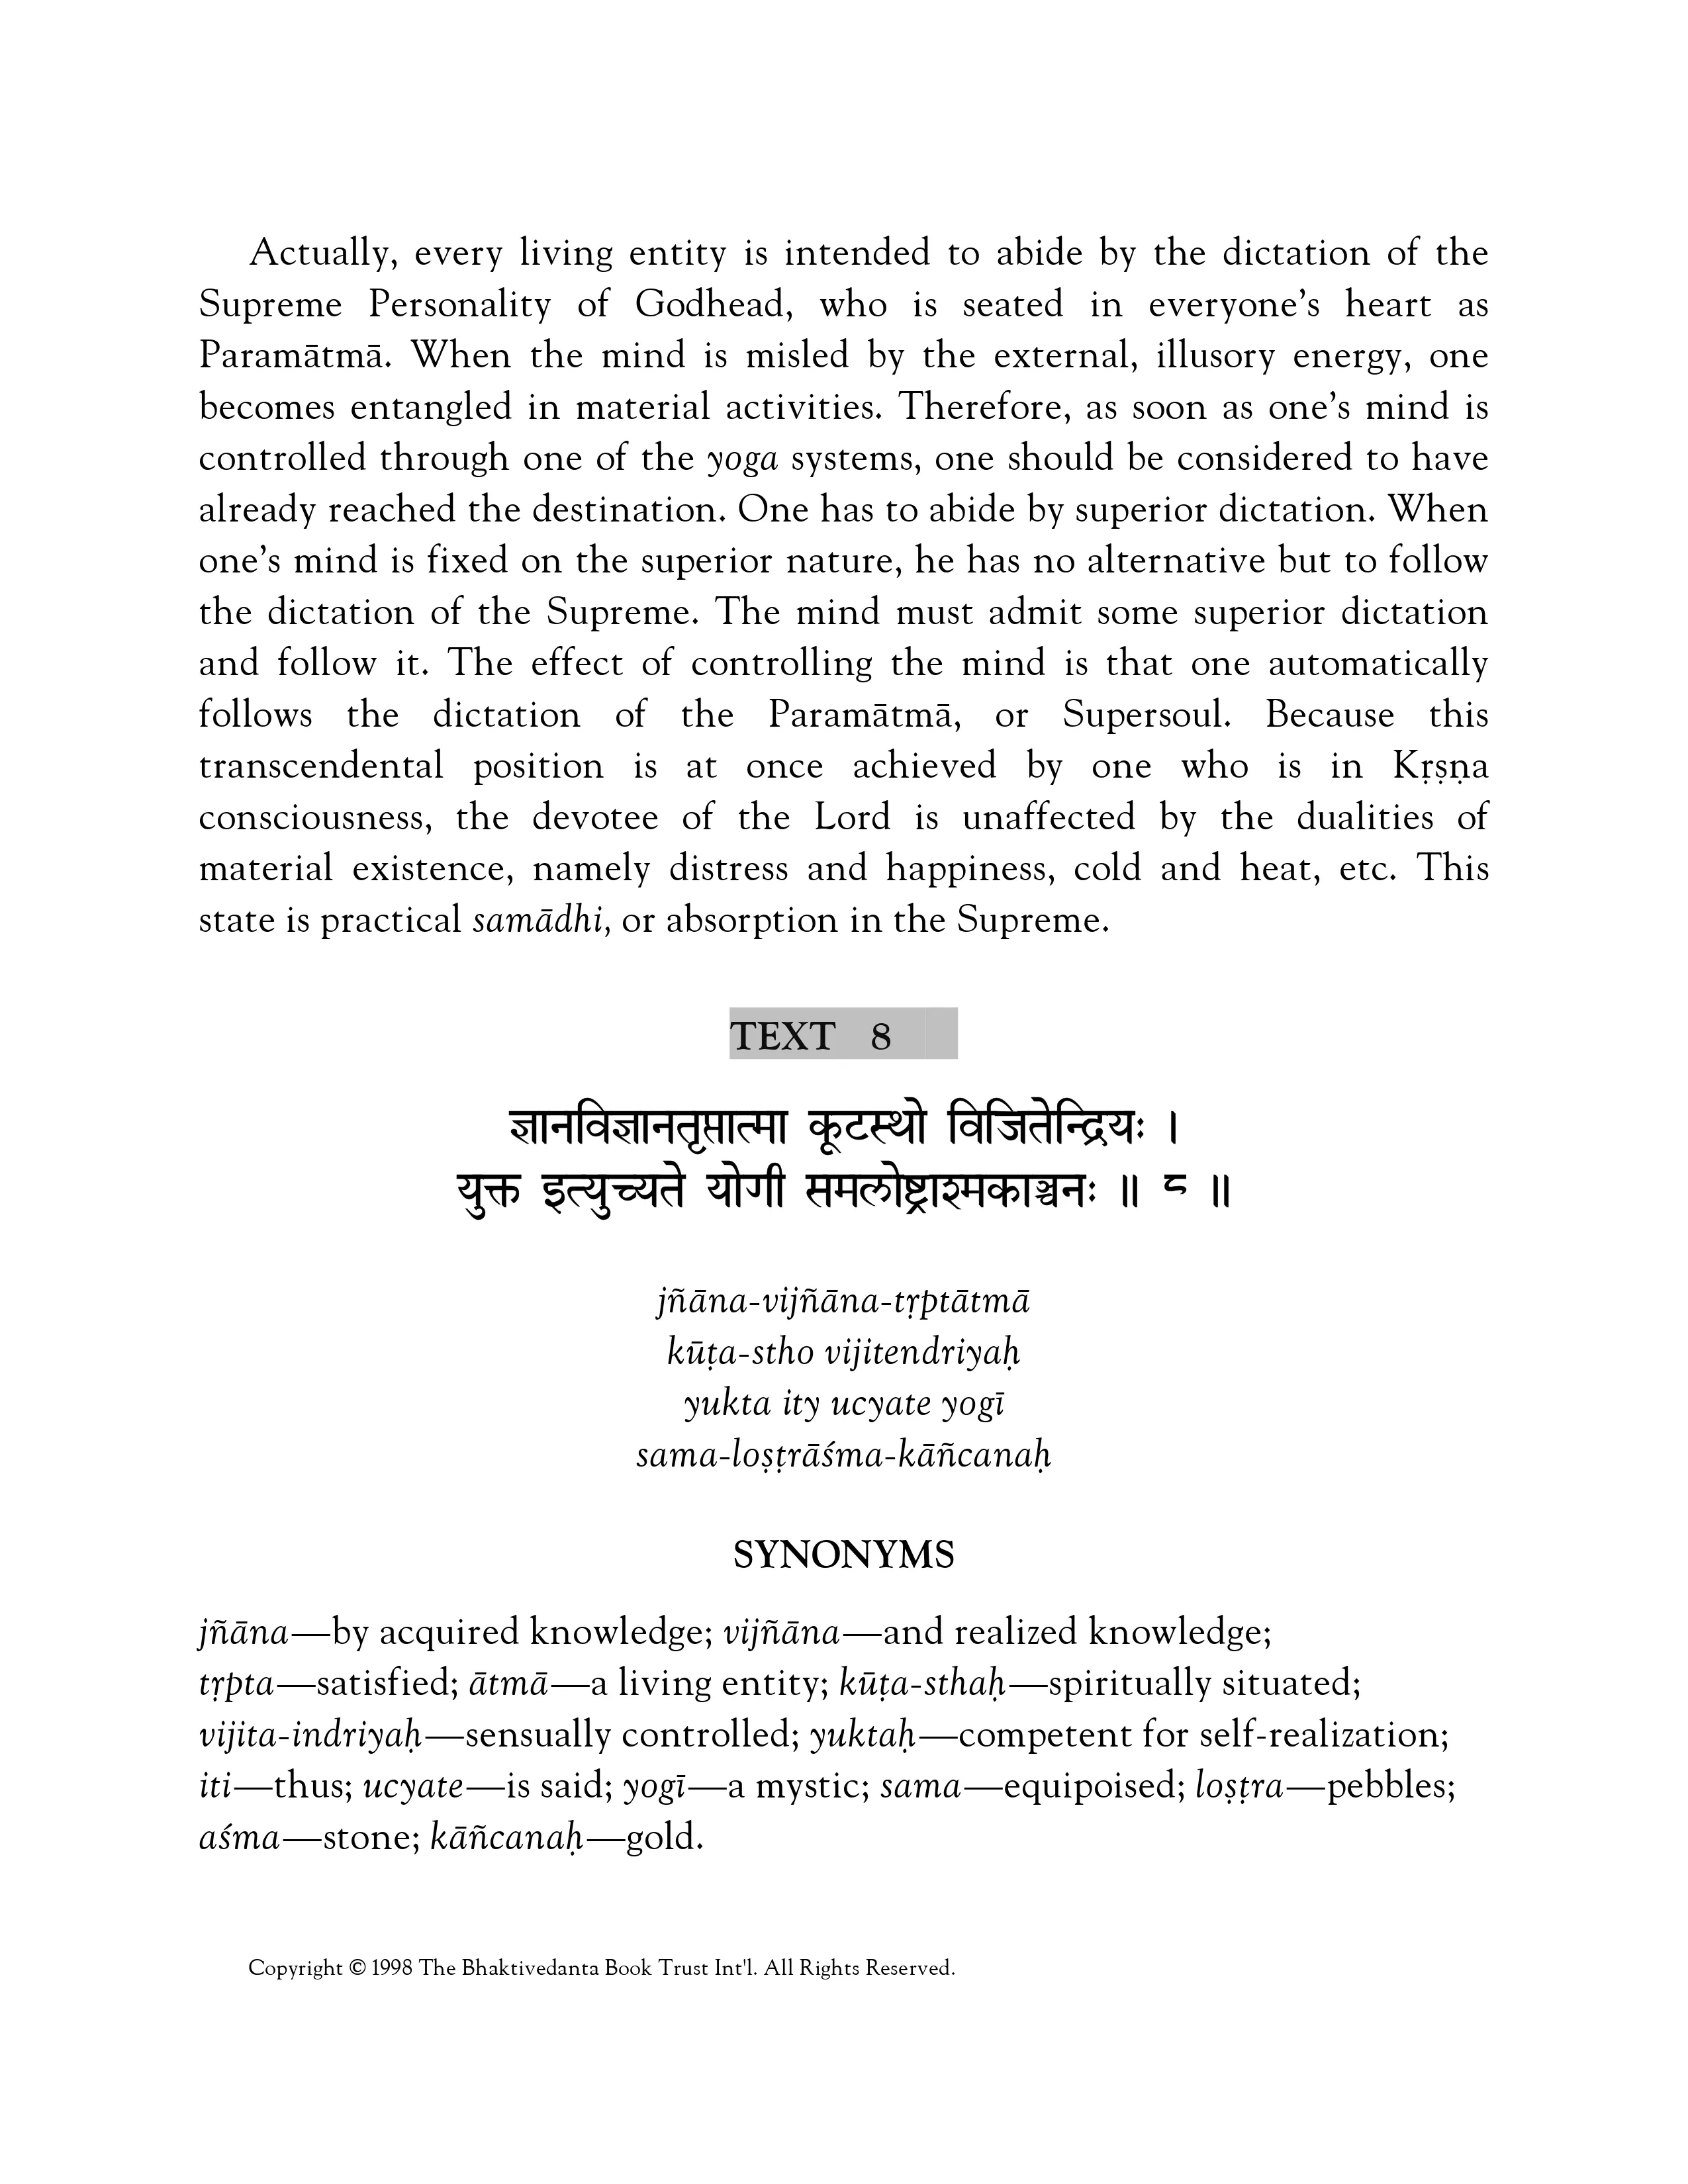 Actually, every living entity is intended to abide by the dictation of the
Supreme Personality of Godhead, who is seated in everyone’s heart as
Paramātmā. When the mind is misled by the external, illusory energy, one
becomes entangled in material activities. Therefore, as soon as one’s mind is
controlled through one of the yoga systems, one should be considered to have
already reached the destination. One has to abide by superior dictation. When
one’s mind is fixed on the superior nature, he has no alternative but to follow
the dictation of the Supreme. The mind must admit some superior dictation
and follow it. The effect of controlling the mind is that one automatically
follows the dictation of the Paramātmā, or Supersoul. Because this
transcendental position is at once achieved by one who is in Kṛṣṇa
consciousness, the devotee of the Lord is unaffected by the dualities of
material existence, namely distress and happiness, cold and heat, etc. This
state is practical samādhi, or absorption in the Supreme.
TEXT 8
ज्ञानविज्ञानतृप्तात्मा कूटस्थो विजितेन्द्रियः ।
युक्त इत्युच्यते योगी समलोष्ट्राश्मकाञ्चनः ॥ ८ ॥
jñāna-vijñāna-tṛptātmā
kūṭa-stho vijitendriyaḥ
yukta ity ucyate yogī
sama-loṣṭrāśma-kāñcanaḥ
SYNONYMS
jñāna—by acquired knowledge; vijñāna—and realized knowledge;
tṛpta—satisfied; ātmā—a living entity; kūṭa-sthaḥ—spiritually situated;
vijita-indriyaḥ—sensually controlled; yuktaḥ—competent for self-realization;
iti—thus; ucyate—is said; yogī—a mystic; sama—equipoised; loṣṭra—pebbles;
aśma—stone; kāñcanaḥ—gold.
Copyright © 1998 The Bhaktivedanta Book Trust Int'l. All Rights Reserved.